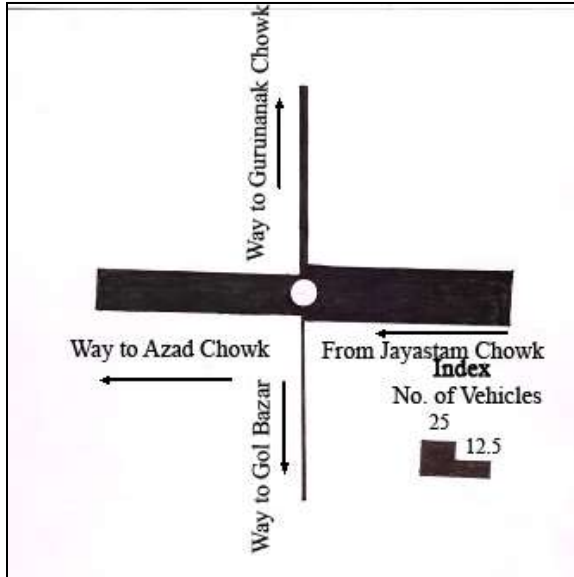 Way to Gurunanak Chowk
Way to Azad Chowk
From Jayastam Chowk
Index
No. of Vehicles
25
12.5
Way to Gol Bazar